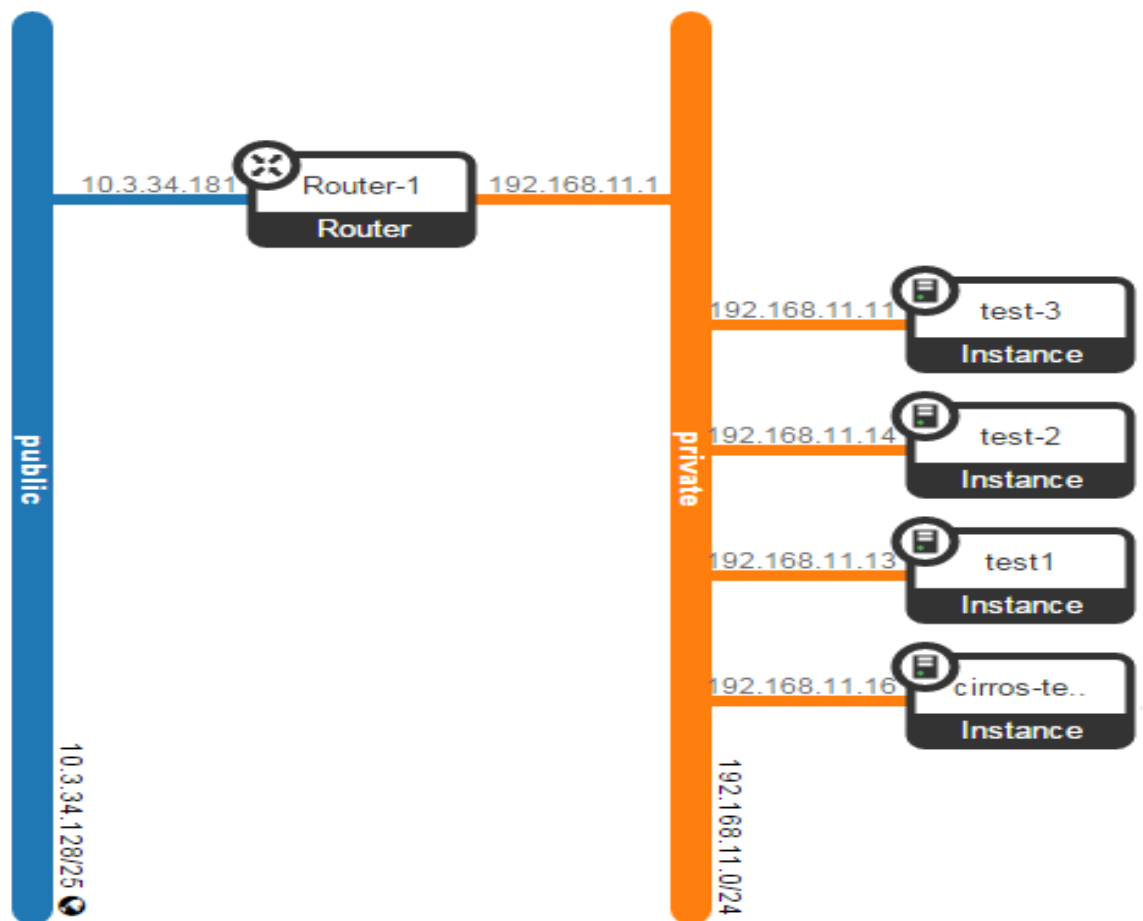 10.3.34.181
Router-1
Router
192.168.11.1
192.168.11.11
test-3
Instance
public
private
192.168.11.14
test-2
Instance
192.168.11.13
test1
Instance
192.168.11.16
cirros-te..
Instance
10.3.34.128/25
192.168.11.0/24